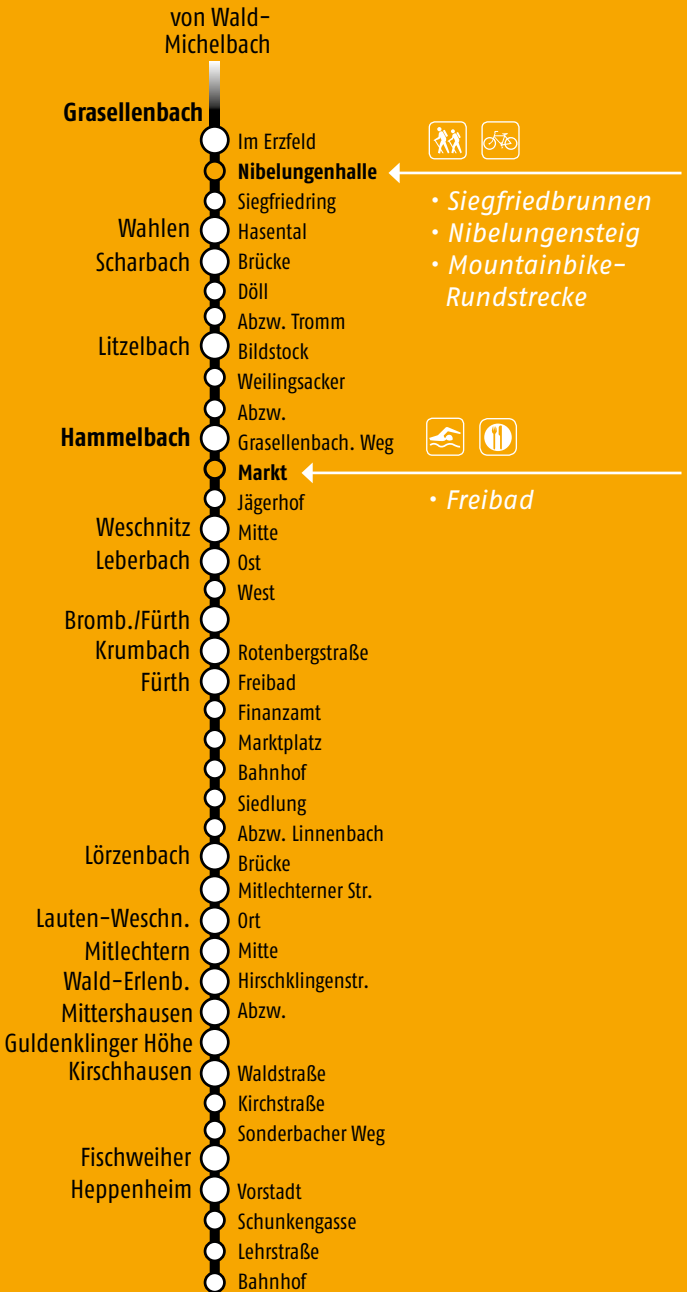 von Wald-
Michelbach
Grasellenbach
Im Erzfeld
Nibelungenhalle
• Siegfriedbrunnen
• Nibelungensteig
• Mountainbike-
Rundstrecke
Siegfriedring
Wahlen Hasental
Scharbach Brücke
Döll
Abzw. Tromm
Litzelbach Bildstock
Weilingsacker
Abzw.
Hammelbach Grasellenbach. Weg
Markt
• Freibad
Jägerhof
Weschnitz Mitte
Leberbach Ost
West
Bromb./Fürth
Krumbach Rotenbergstraße
Fürth Freibad
Finanzamt
Marktplatz
Bahnhof
Siedlung
Abzw. Linnenbach
Lörzenbach Brücke
Mitlechterner Str.
Lauten-Weschn. Ort
Mitlechtern Mitte
Wald-Erlenb. Hirschklingenstr.
Mittershausen Abzw.
Guldenklinger Höhe
Kirschhausen Waldstraße
Kirchstraße
Sonderbacher Weg
Fischweiher
Heppenheim Vorstadt
Schunkengasse
Lehrstraße
Bahnhof